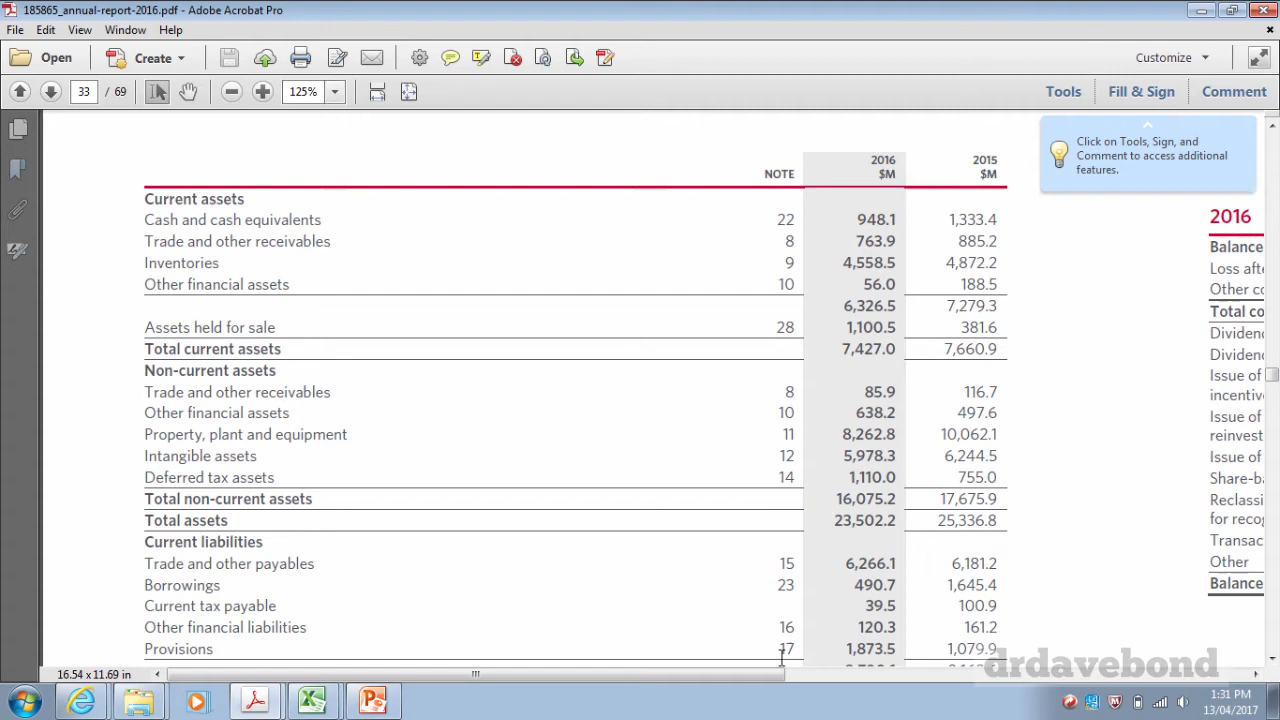 185865_annual-report-2016.pdf - Adobe Acrobat Pro
File Edit View Window Help
Open Create Customize
33 / 69 125% Tools Fill & Sign Comment
Click on Tools, Sign, and
Comment to access additional
features.
NOTE 2016 $M 2015 $M
Current assets
Cash and cash equivalents 22 948.1 1,333.4
Trade and other receivables 8 763.9 885.2
Inventories 9 4,558.5 4,872.2
Other financial assets 10 56.0 188.5
6,326.5 7,279.3
Assets held for sale 28 1,100.5 381.6
Total current assets 7,427.0 7,660.9
Non-current assets
Trade and other receivables 8 85.9 116.7
Other financial assets 10 638.2 497.6
Property, plant and equipment 11 8,262.8 10,062.1
Intangible assets 12 5,978.3 6,244.5
Deferred tax assets 14 1,110.0 755.0
Total non-current assets 16,075.2 17,675.9
Total assets 23,502.2 25,336.8
Current liabilities
Trade and other payables 15 6,266.1 6,181.2
Borrowings 23 490.7 1,645.4
Current tax payable 39.5 100.9
Other financial liabilities 16 120.3 161.2
Provisions 17 1,873.5 1,079.9
2016
Balance
Loss afte
Other co
Total co
Dividend
Dividend
Issue of
incentiv
Issue of
reinvest
Issue of
Share-ba
Reclassi
for recog
Transac
Other
Balance
drdavebond
16.54 x 11.69 in
1:31 PM
13/04/2017